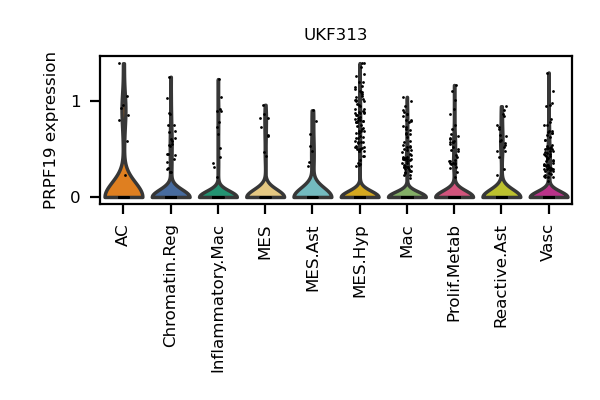 UKF313
PRPF19 expression
1
0
AC
Chromatin.Reg
Inflammatory.Mac
MES
MES.Ast
MES.Hyp
Mac
Prolif.Metab
Reactive.Ast
Vasc